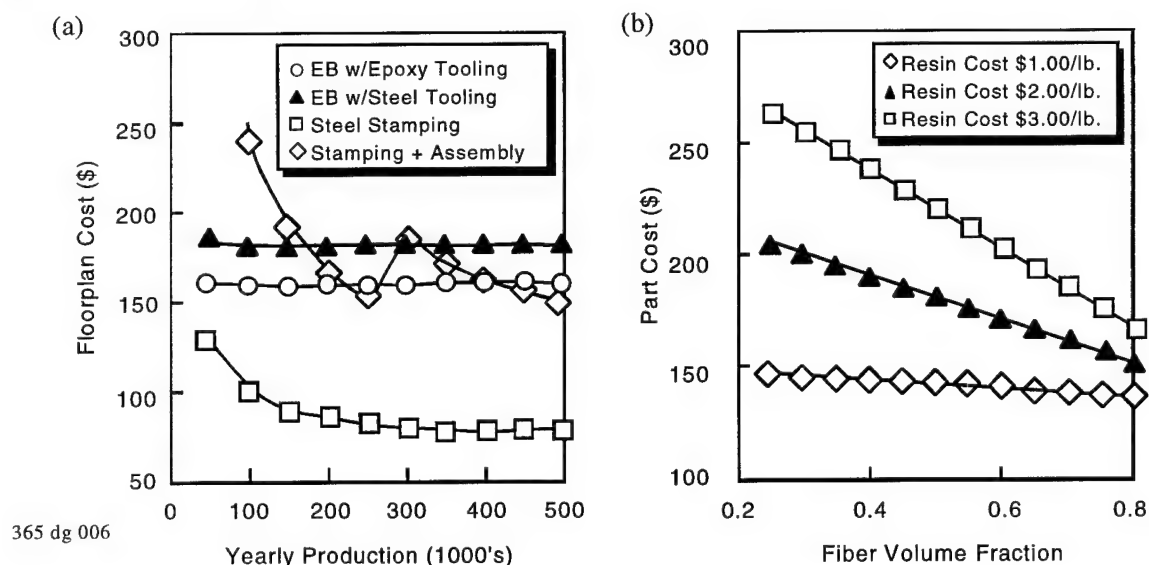 (a)
300
250
200
150
100
50
0
100
200
300
400
500
Floorplan Cost ($)
Yearly Production (1000's)
EB w/Epoxy Tooling
EB w/Steel Tooling
Steel Stamping
Stamping + Assembly
(b)
300
250
200
150
100
0.2
0.4
0.6
0.8
Part Cost ($)
Fiber Volume Fraction
Resin Cost $1.00/lb.
Resin Cost $2.00/lb.
Resin Cost $3.00/lb.
365 dg 006